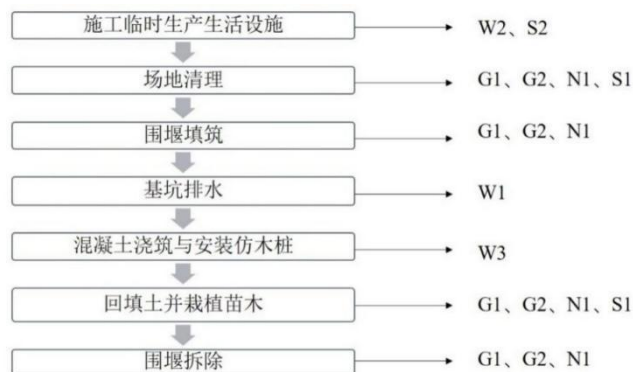 施工临时生产生活设施
W2、S2
场地清理
G1、G2、N1、S1
围堰填筑
G1、G2、N1
基坑排水
W1
混凝土浇筑与安装仿木桩
W3
回填土并栽植苗木
G1、G2、N1、S1
围堰拆除
G1、G2、N1